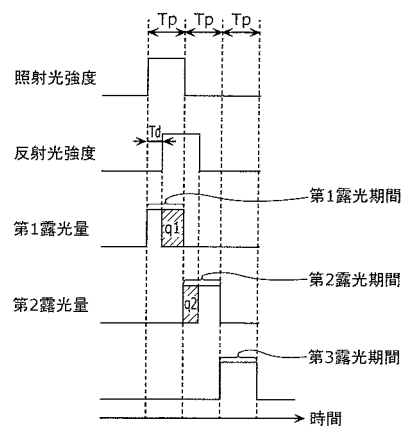 Tp Tp Tp
照射光強度
Td
反射光強度
第1露光期間
第1露光量
q1
第2露光期間
第2露光量
q2
第3露光期間
時間